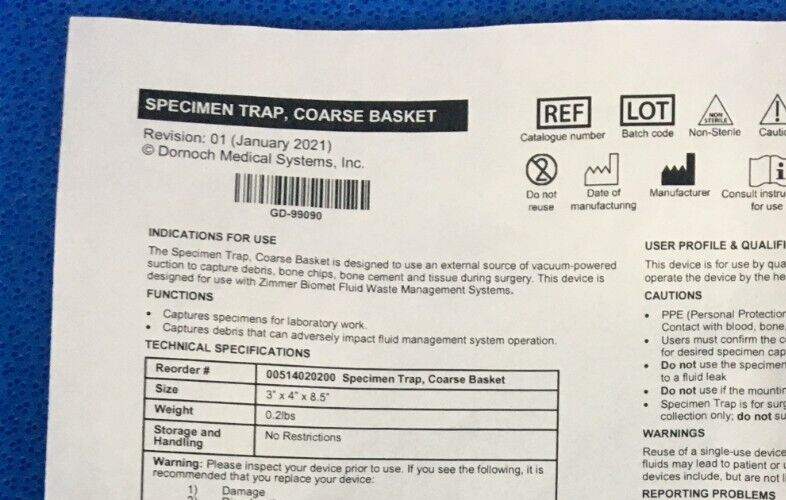 SPECIMEN TRAP, COARSE BASKET
Revision: 01 (January 2021)
© Dornoch Medical Systems, Inc.
GD-99090
REF
Catalogue number
LOT
Batch code
NON
STERILE
Non-Sterile
!
Do not
reuse
Date of
manufacturing
Manufacturer
i
Consult instru
for use
INDICATIONS FOR USE
The Specimen Trap, Coarse Basket is designed to use an external source of vacuum-powered
suction to capture debris, bone chips, bone cement and tissue during surgery. This device is
designed for use with Zimmer Biomet Fluid Waste Management Systems.
FUNCTIONS
• Captures specimens for laboratory work.
• Captures debris that can adversely impact fluid management system operation.
TECHNICAL SPECIFICATIONS
Reorder # 00514020200 Specimen Trap, Coarse Basket
Size 3" x 4" x 8.5"
Weight 0.2lbs
Storage and
Handling No Restrictions
Warning: Please inspect your device prior to use. If you see the following, it is
recommended that you replace your device:
1) Damage
2)
USER PROFILE & QUALIFI
This device is for use by qua
operate the device by the he
CAUTIONS
• PPE (Personal Protection
Contact with blood, bone,
• Users must confirm the c
for desired specimen cap
• Do not use the specimen
to a fluid leak
• Do not use if the mountin
• Specimen Trap is for surg
collection only; do not su
WARNINGS
Reuse of a single-use device
fluids may lead to patient or u
devices include, but are not li
REPORTING PROBLEMS